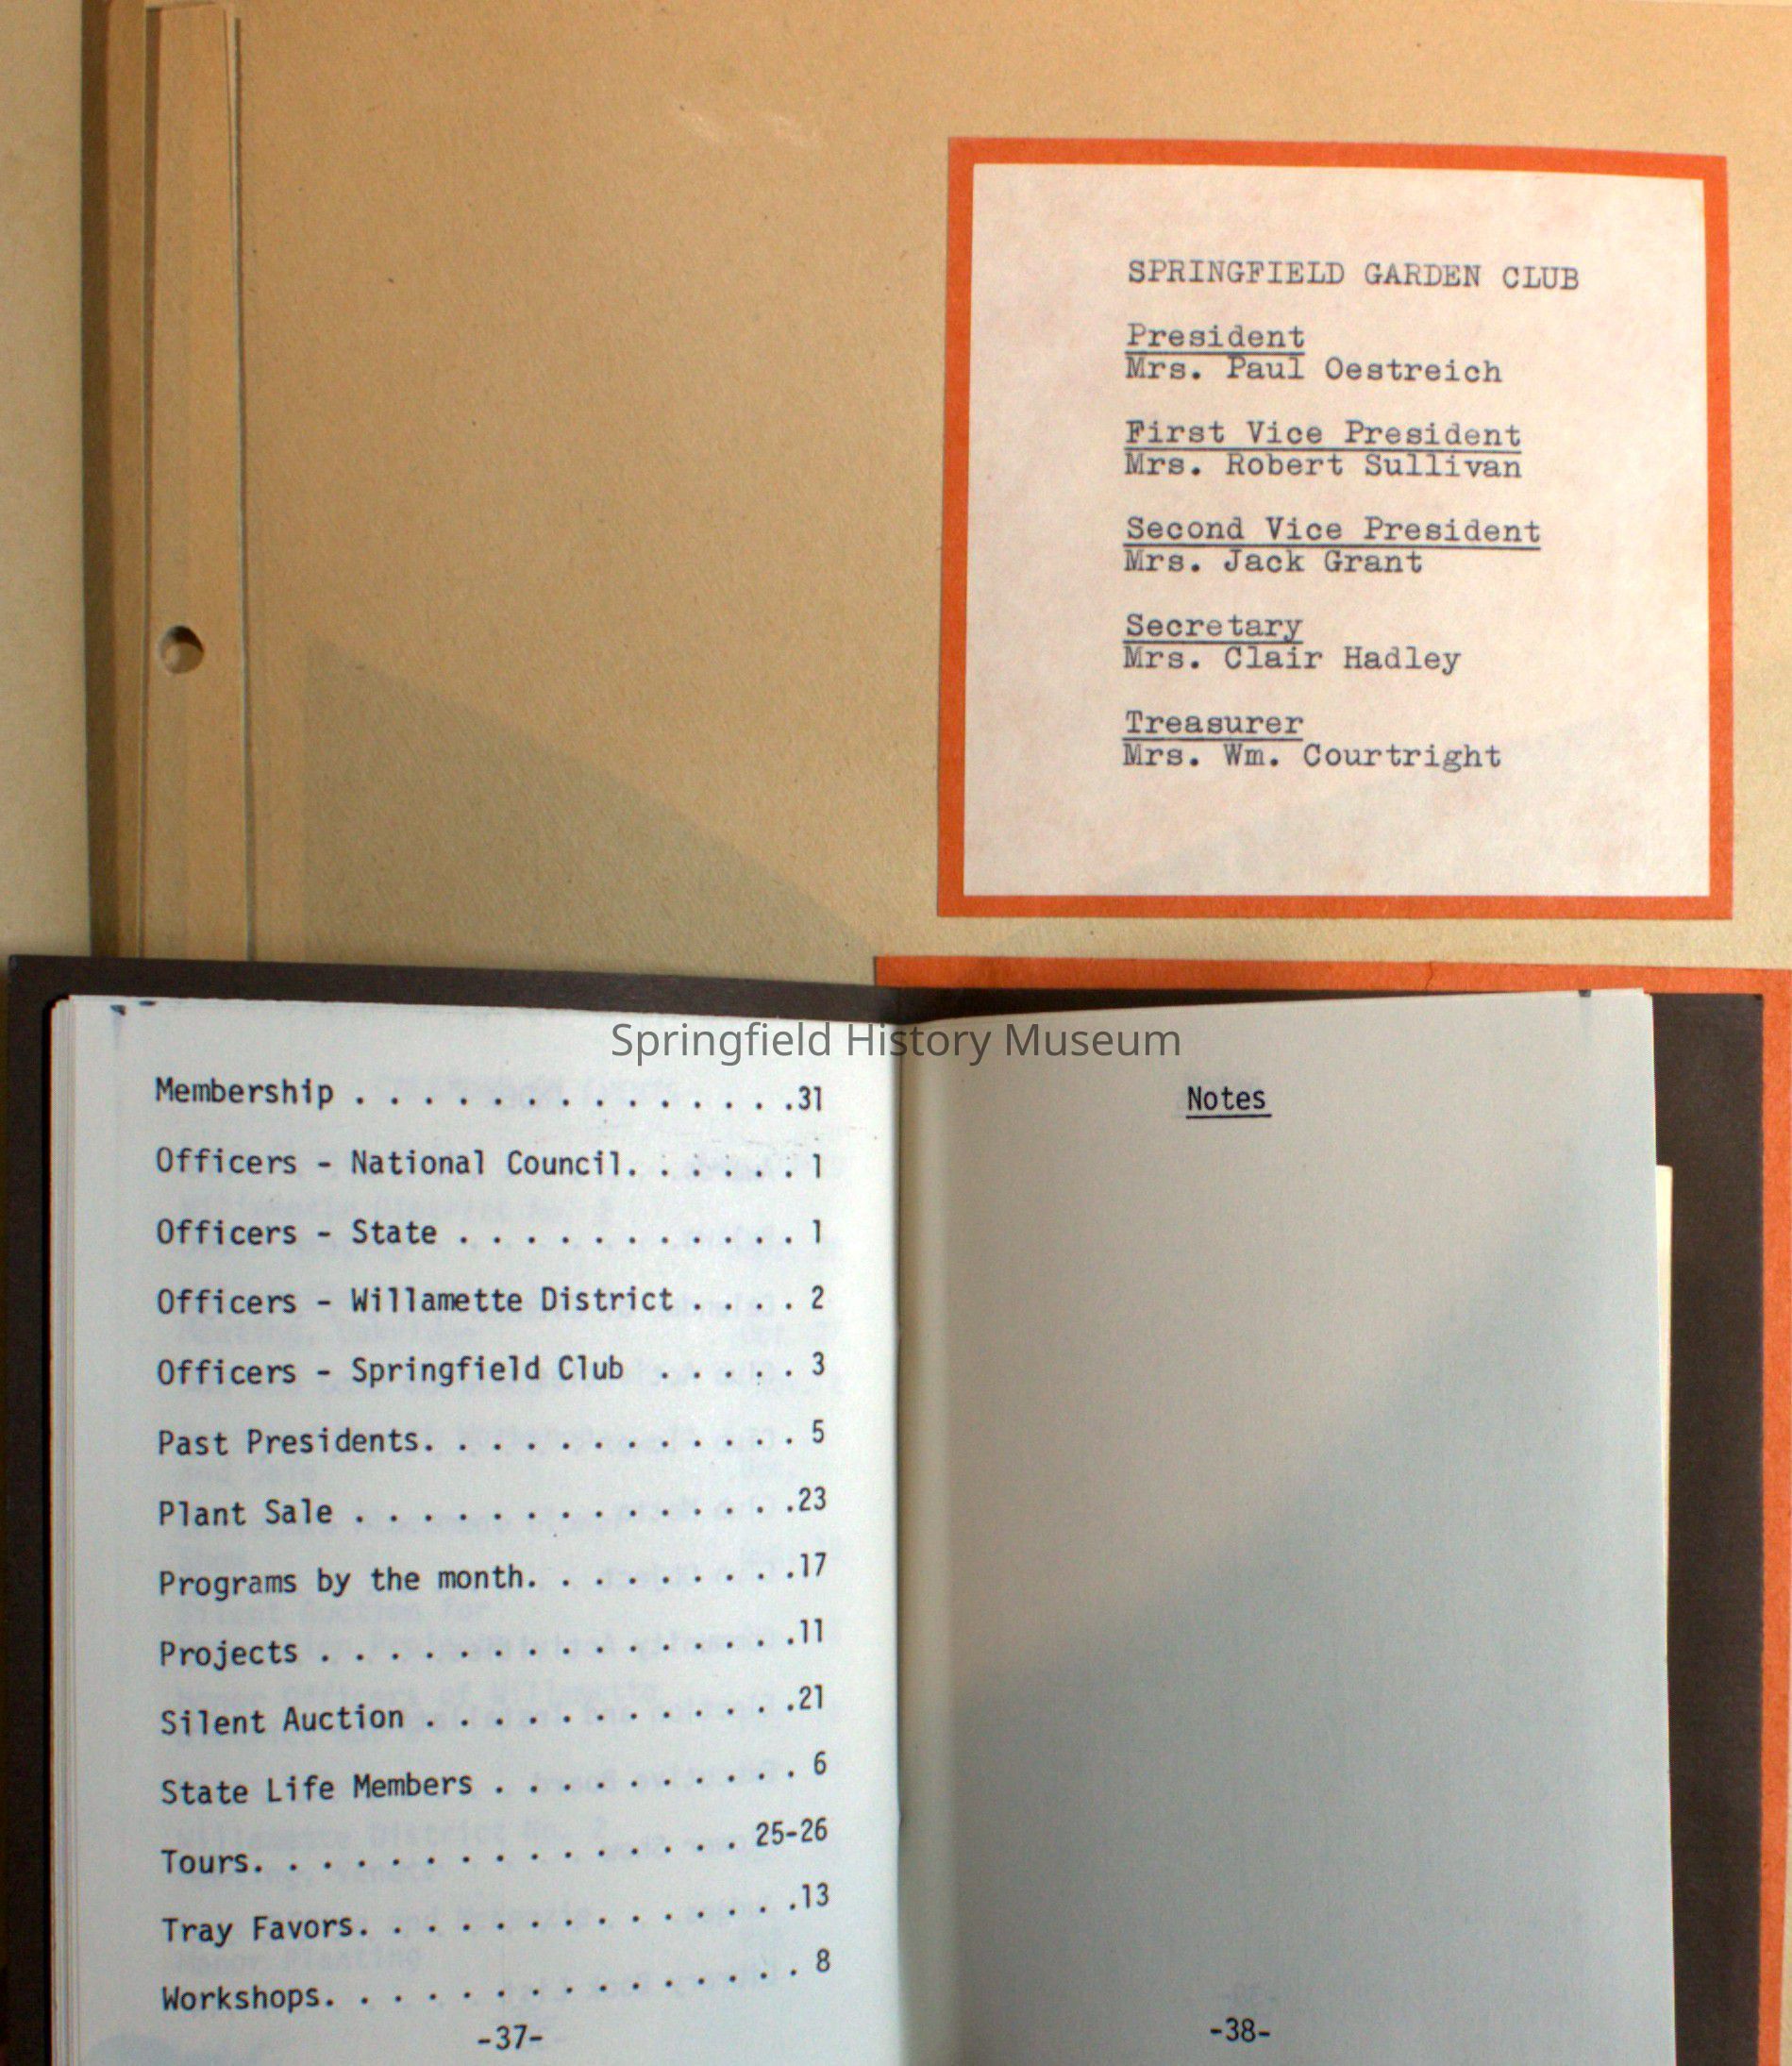 SPRINGFIELD GARDEN CLUB
President
Mrs. Paul Oestreich
First Vice President
Mrs. Robert Sullivan
Second Vice President
Mrs. Jack Grant
Secretary
Mrs. Clair Hadley
Treasurer
Mrs. Wm. Courtright
Springfield History Museum
Membership . . . . . . . . . . . . . .31
Officers - National Council. . . . . . 1
Officers - State . . . . . . . . . . . 1
Officers - Willamette District . . . . 2
Officers - Springfield Club . . . . . 3
Past Presidents. . . . . . . . . . . . 5
Plant Sale . . . . . . . . . . . . . .23
Programs by the month. . . . . . . . .17
Projects . . . . . . . . . . . . . . .11
Silent Auction . . . . . . . . . . . .21
State Life Members . . . . . . . . . . 6
Tours. . . . . . . . . . . . . . . 25-26
Tray Favors. . . . . . . . . . . . . .13
Workshops. . . . . . . . . . . . . . . 8
-37-
Notes
-38-